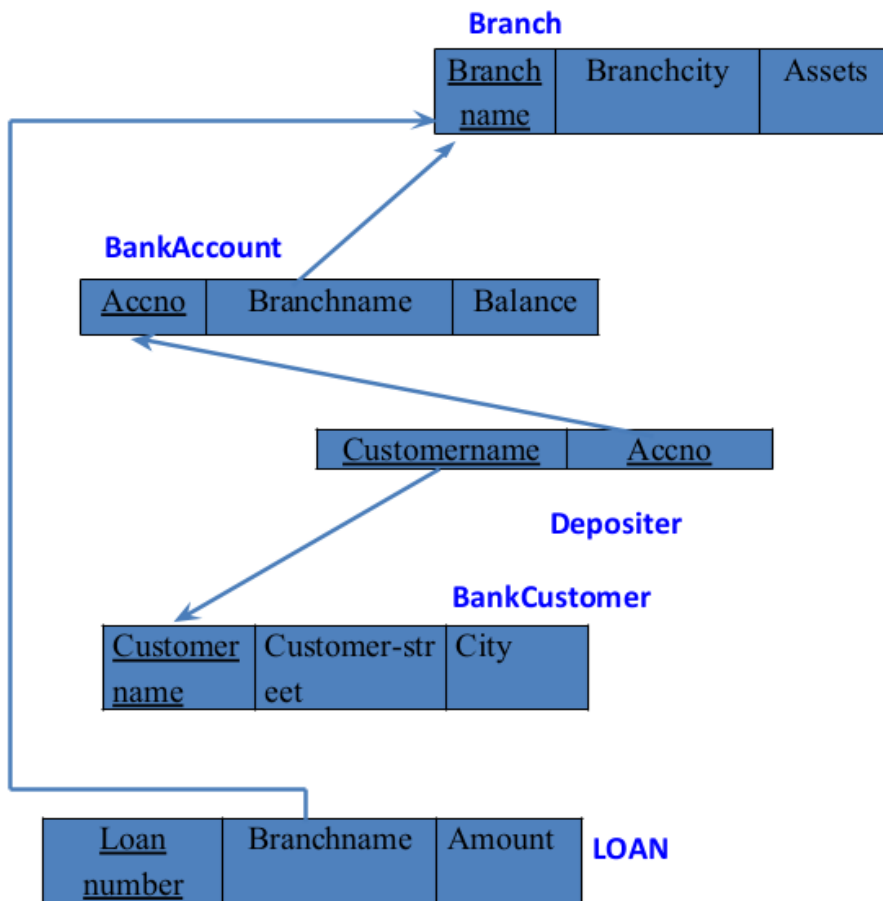 Branch
Branch Branchcity Assets
name
BankAccount
Accno Branchname Balance
Customername Accno
Depositer
BankCustomer
Customer Customer-str City
name eet
Loan Branchname Amount LOAN
number